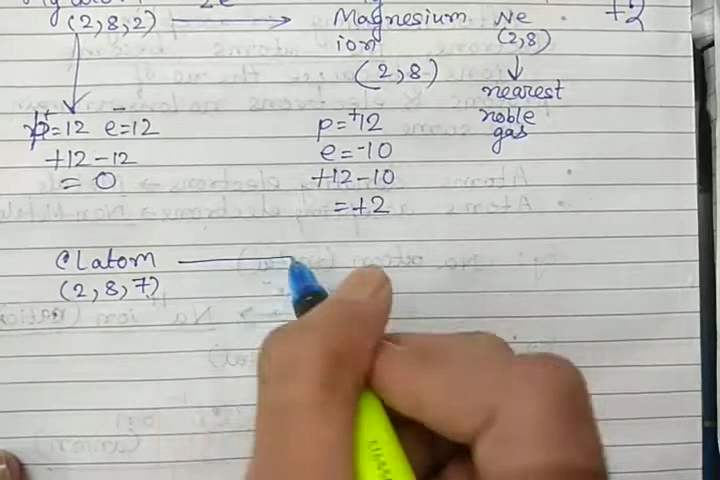 (2,8,2) ⟶ Magnesium ion (2,8)
Ne (2,8)
↓
nearest
noble
gas
+2
p=12 e=12
+12-12
=0
p=+12
e=-10
+12-10
=+2
Cl atom
(2,8,7)